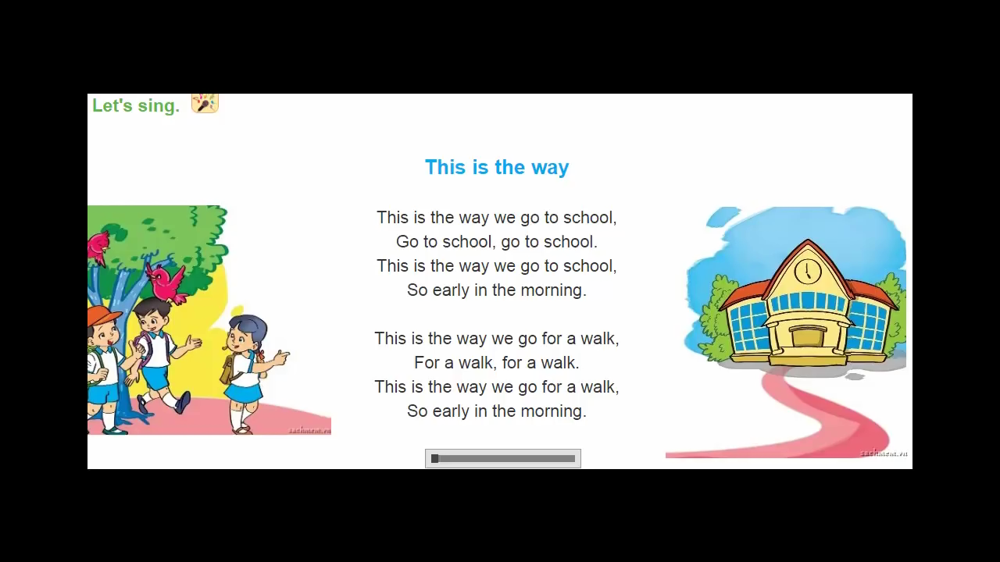 Let's sing.
This is the way
This is the way we go to school,
Go to school, go to school.
This is the way we go to school,
So early in the morning.
This is the way we go for a walk,
For a walk, for a walk.
This is the way we go for a walk,
So early in the morning.
sachmem.vn
sachmem.vn